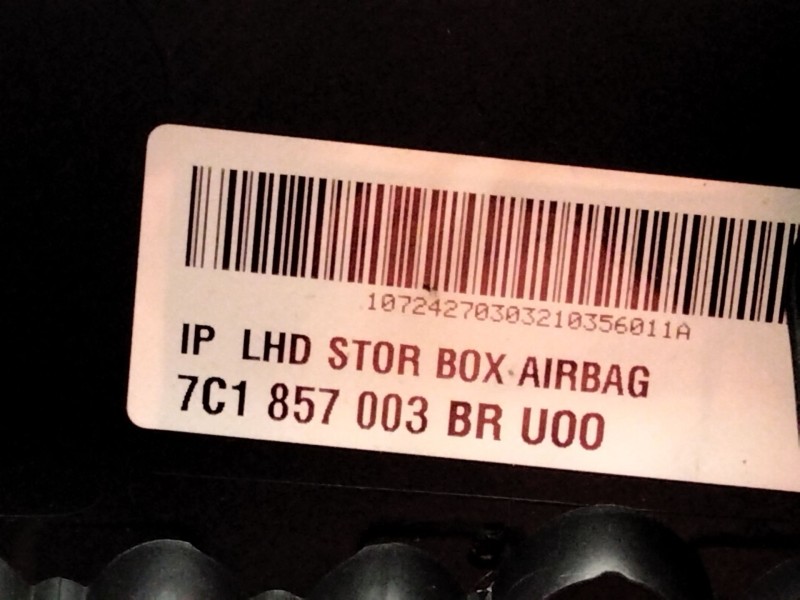 10724270303210356011A
IP LHD STOR BOX AIRBAG
7C1 857 003 BR U00